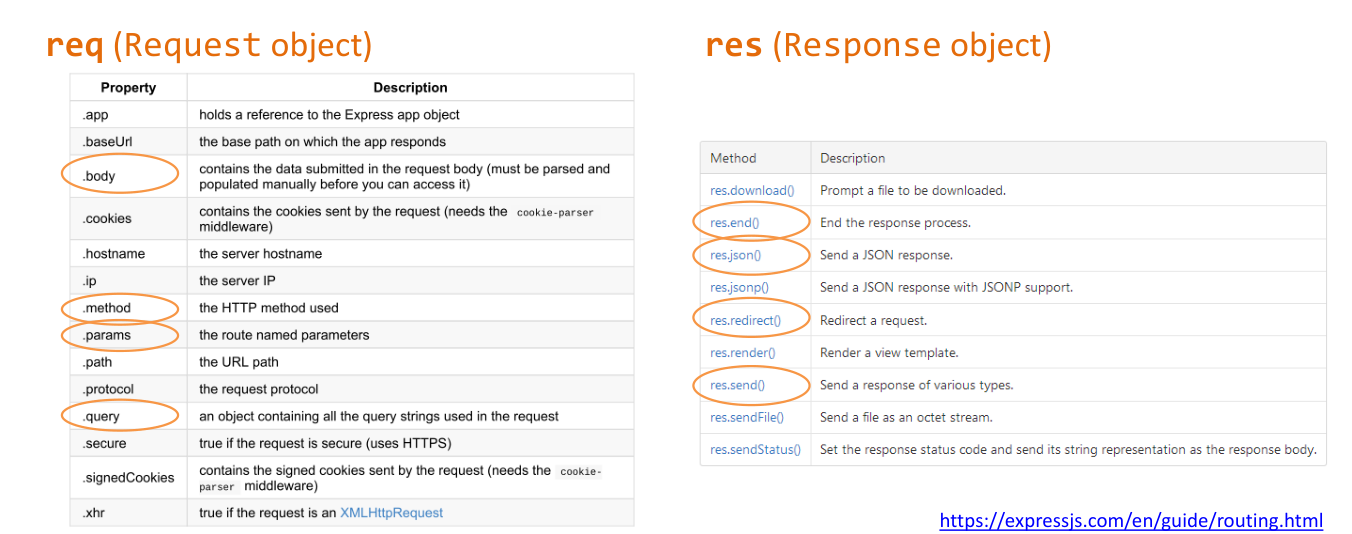 req (Request object)
Property Description
.app holds a reference to the Express app object
.baseUrl the base path on which the app responds
.body contains the data submitted in the request body (must be parsed and
populated manually before you can access it)
.cookies contains the cookies sent by the request (needs the cookie-parser
middleware)
.hostname the server hostname
.ip the server IP
.method the HTTP method used
.params the route named parameters
.path the URL path
.protocol the request protocol
.query an object containing all the query strings used in the request
.secure true if the request is secure (uses HTTPS)
.signedCookies contains the signed cookies sent by the request (needs the cookie-
parser middleware)
.xhr true if the request is an XMLHttpRequest
res (Response object)
Method Description
res.download() Prompt a file to be downloaded.
res.end() End the response process.
res.json() Send a JSON response.
res.jsonp() Send a JSON response with JSONP support.
res.redirect() Redirect a request.
res.render() Render a view template.
res.send() Send a response of various types.
res.sendFile() Send a file as an octet stream.
res.sendStatus() Set the response status code and send its string representation as the response body.
https://expressjs.com/en/guide/routing.html